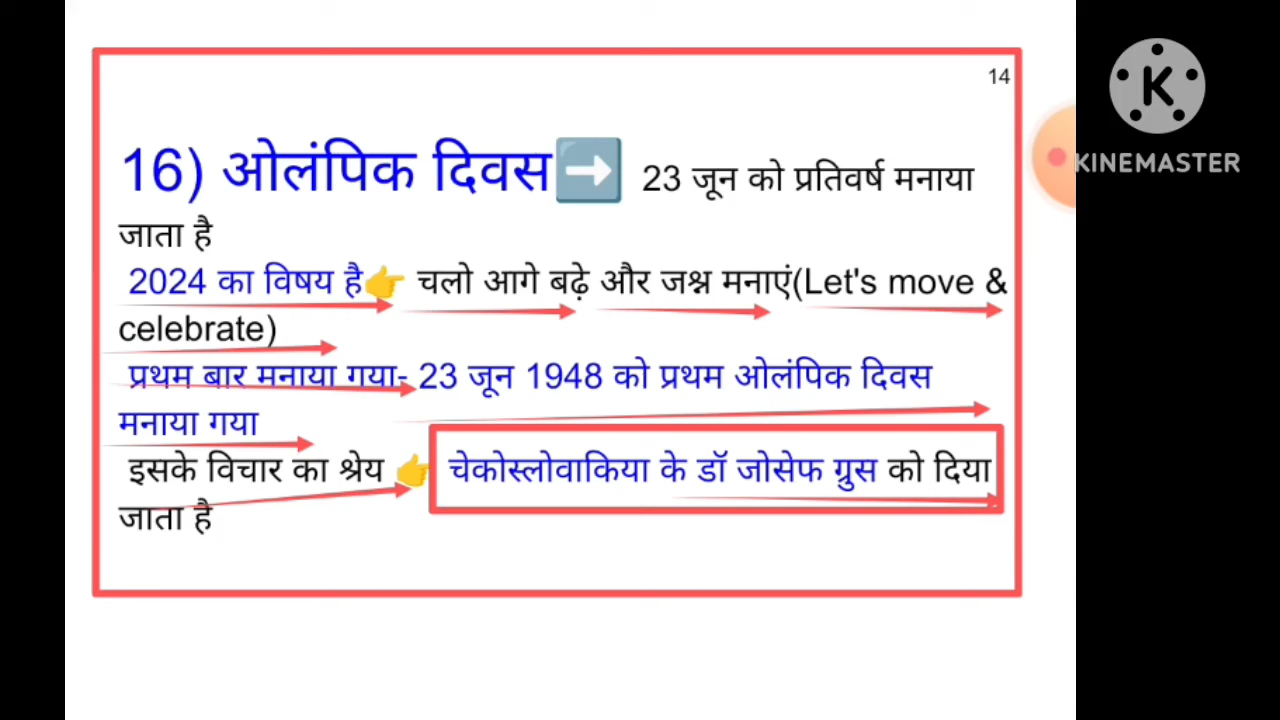 14
16) ओलंपिक दिवस➡️ 23 जून को प्रतिवर्ष मनाया
जाता है
2024 का विषय है👉 चलो आगे बढ़े और जश्न मनाएं(Let's move &
celebrate)
प्रथम बार मनाया गया- 23 जून 1948 को प्रथम ओलंपिक दिवस
मनाया गया
इसके विचार का श्रेय 👉 चेकोस्लोवाकिया के डॉ जोसेफ ग्रुस को दिया
जाता है
K
KINEMASTER